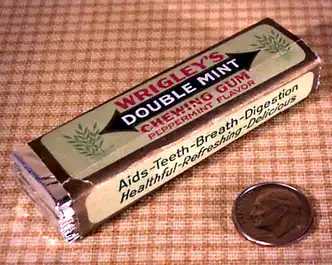 WRIGLEY'S
DOUBLE MINT
CHEWING GUM
PEPPERMINT FLAVOR
Aids-Teeth-Breath-Digestion
Healthful-Refreshing-Delicious